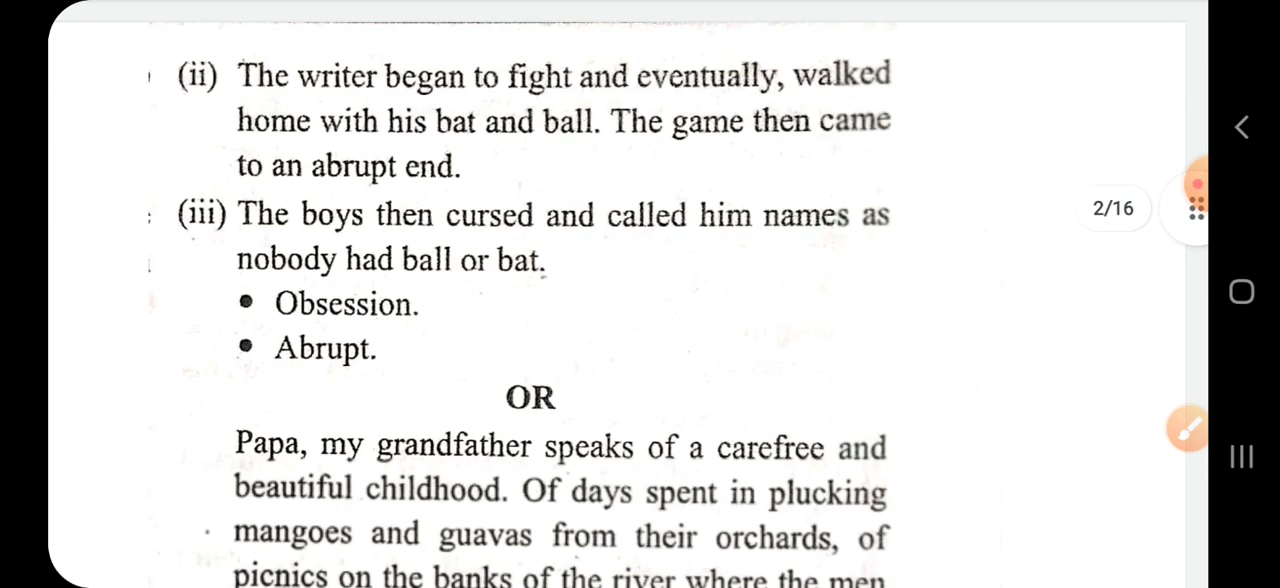 (ii) The writer began to fight and eventually, walked
home with his bat and ball. The game then came
to an abrupt end.
(iii) The boys then cursed and called him names as
nobody had ball or bat.
• Obsession.
• Abrupt.
OR
Papa, my grandfather speaks of a carefree and
beautiful childhood. Of days spent in plucking
mangoes and guavas from their orchards, of
picnics on the banks of the river where the men
2/16